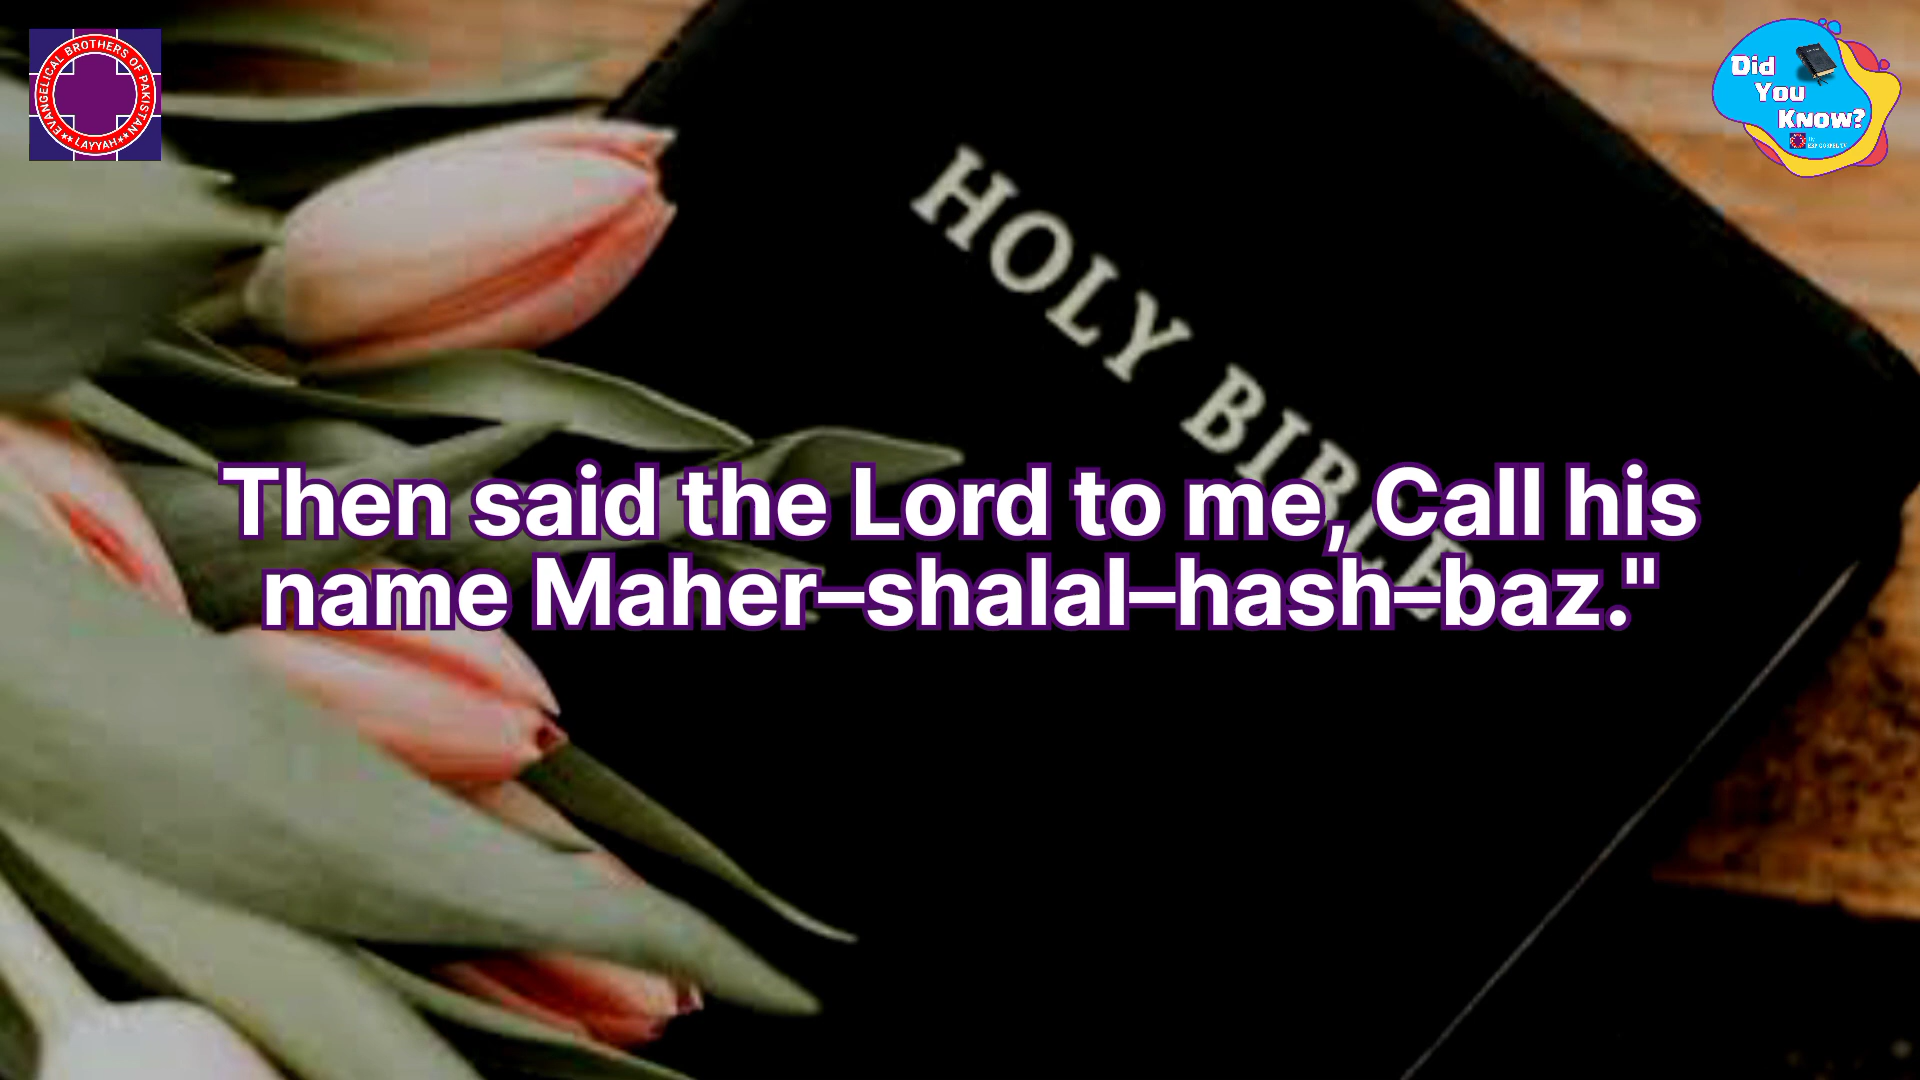 EVANGELICAL BROTHERS OF PAKISTAN
LAYYAH
Did
You
Know?
HOLY BIBLE
Then said the Lord to me, Call his
name Maher–shalal–hash–baz."